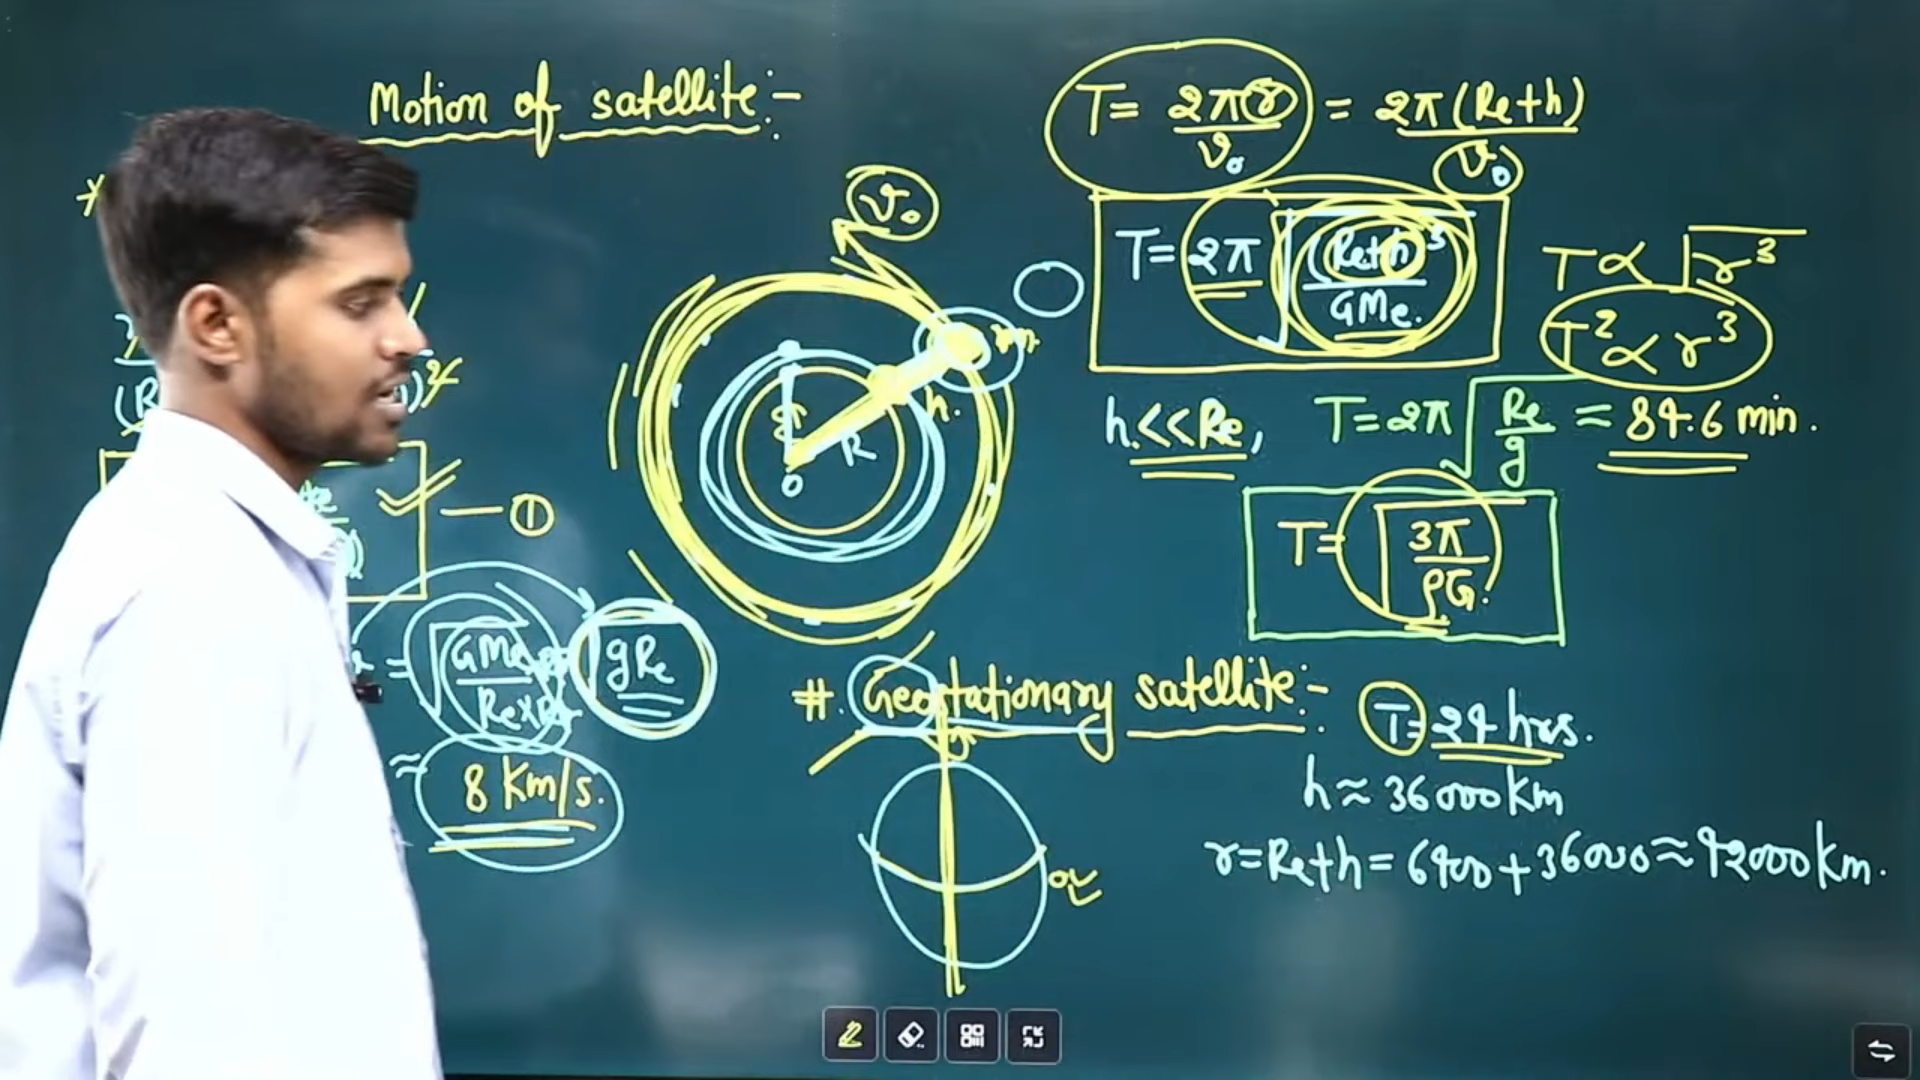 Motion of satellite:-
T = 2πr/v₀ = 2π(Re+h)/v₀
v₀
T = 2π√((Re+h)³/GMe.)
T ∝ √r³
T² ∝ r³
m
h.
R
O
h<<Re, T = 2π√(Re/g) = 84.6 min.
— ①
T = √(3π/ρG.)
= √(GMe/Re×Re) √gRe
≈ 8 Km/s.
#. Geostationary satellite:- T = 24 hrs.
h ≈ 36000 Km
r = Re+h = 6400 + 36000 ≈ 42000 Km.